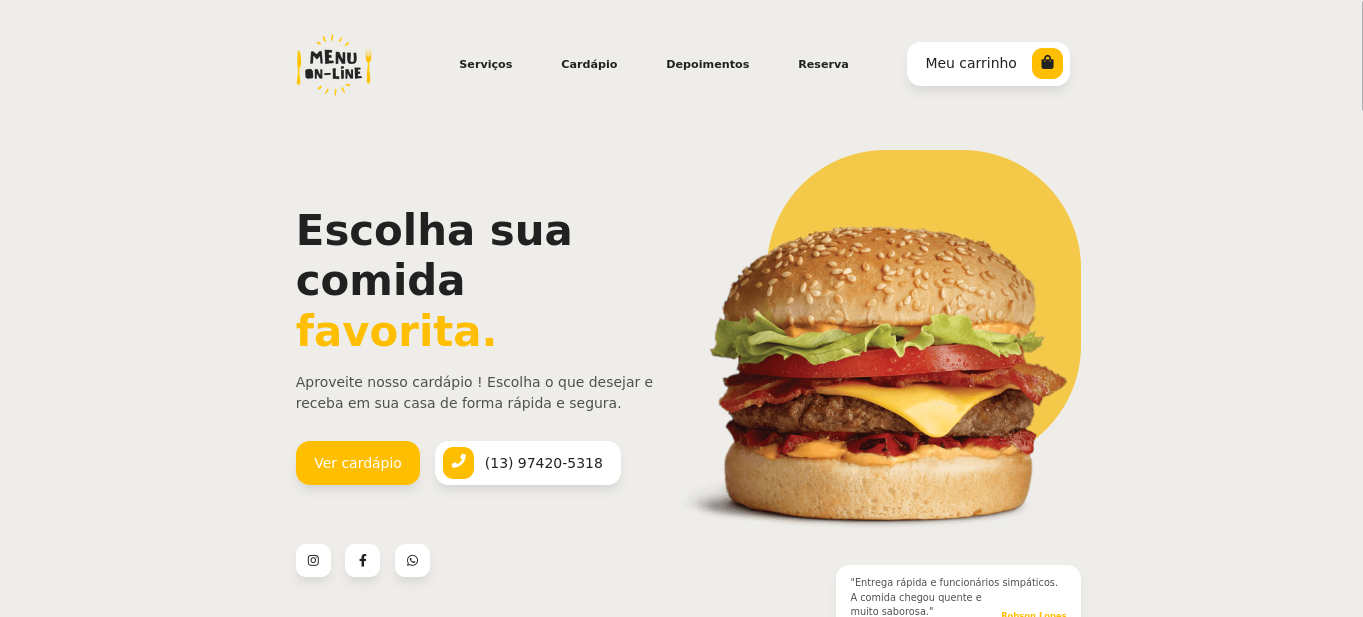 MENU
ON-LINE
Serviços
Cardápio
Depoimentos
Reserva
Meu carrinho
Escolha sua
comida
favorita.
Aproveite nosso cardápio ! Escolha o que desejar e
receba em sua casa de forma rápida e segura.
Ver cardápio
(13) 97420-5318
"Entrega rápida e funcionários simpáticos.
A comida chegou quente e
muito saborosa."
Robson Lopes